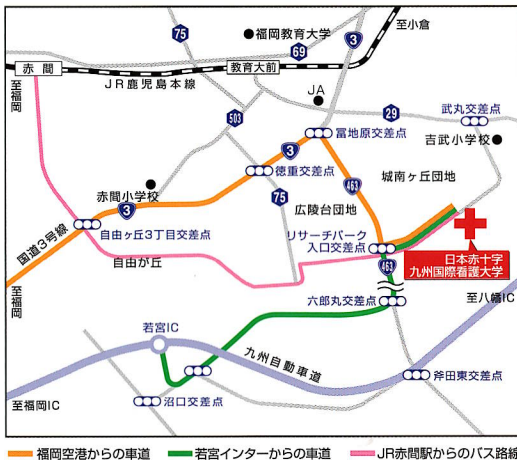 至小倉
75
福岡教育大学
3
69
赤間
教育大前
JR鹿児島本線
至福岡
JA
武丸交差点
29
503
冨地原交差点
吉武小学校
3
徳重交差点
463
城南ヶ丘団地
赤間小学校
75
3
広陵台団地
国道3号線
自由ヶ丘3丁目交差点
リサーチパーク
入口交差点
自由が丘
日本赤十字
九州国際看護大学
463
至福岡
六郎丸交差点
至八幡IC
若宮IC
九州自動車道
斧田東交差点
至福岡IC
沼口交差点
福岡空港からの車道
若宮インターからの車道
JR赤間駅からのバス路線